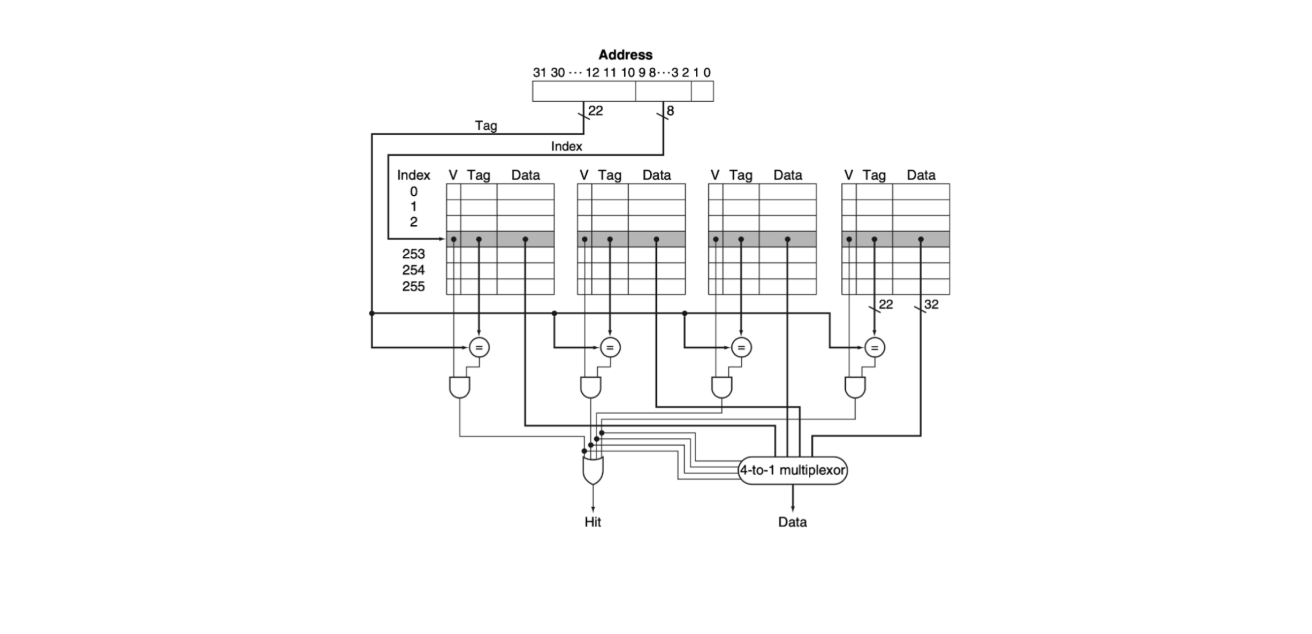 Address
31 30 ··· 12 11 10 9 8 ··· 3 2 1 0
22
8
Tag
Index
Index V Tag Data V Tag Data V Tag Data V Tag Data
0
1
2
253
254
255
22
32
= = = =
4-to-1 multiplexor
Hit
Data